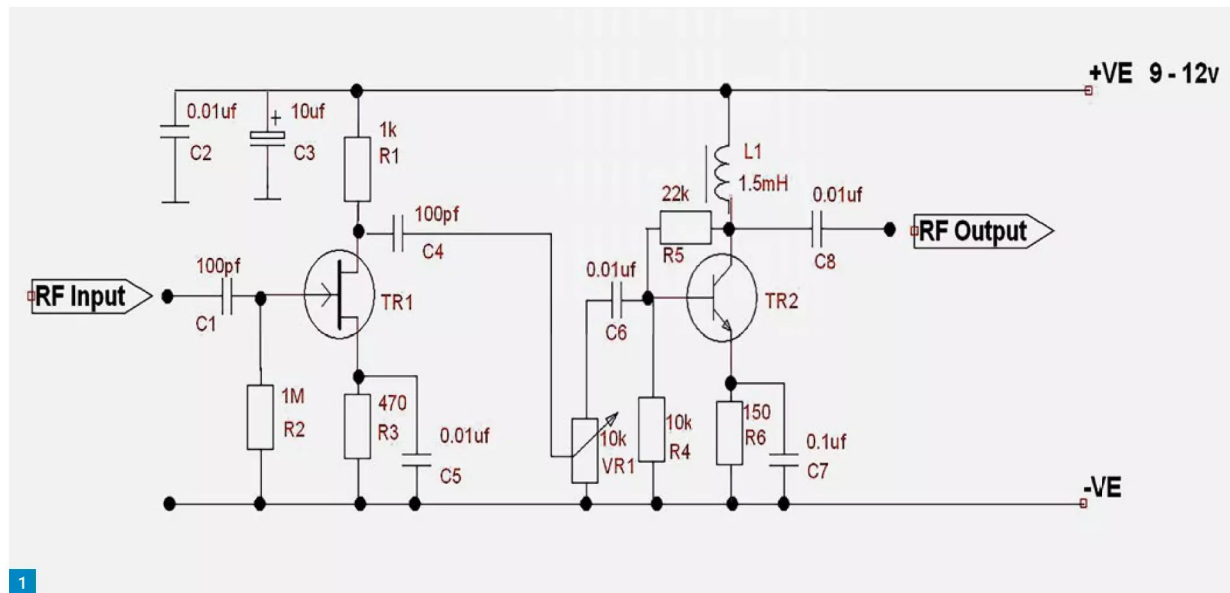 +VE 9 - 12v
0.01uf
C2
+ 10uf
C3
1k
R1
L1
1.5mH
100pf
C4
22k
R5
0.01uf
C8
RF Output
RF Input
100pf
C1
TR1
0.01uf
C6
TR2
1M
R2
470
R3
0.01uf
C5
10k
VR1
10k
R4
150
R6
0.1uf
C7
-VE
1